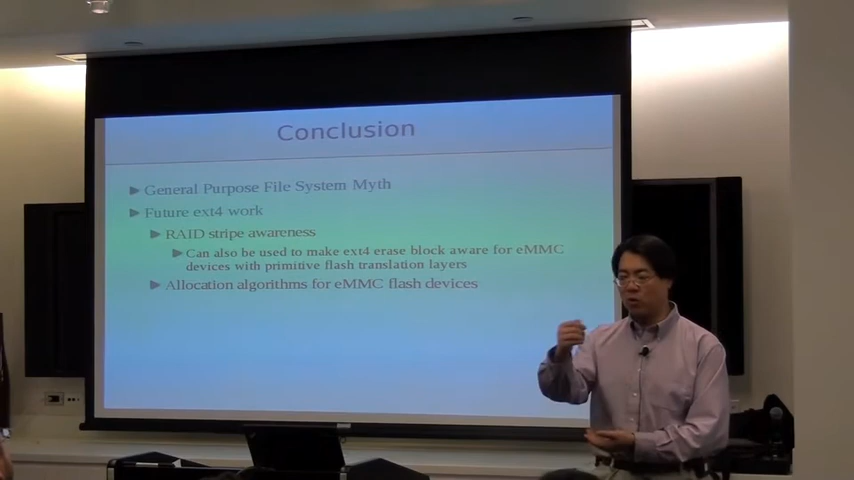 Conclusion
General Purpose File System Myth
Future ext4 work
RAID stripe awareness
Can also be used to make ext4 erase block aware for eMMC
devices with primitive flash translation layers
Allocation algorithms for eMMC flash devices